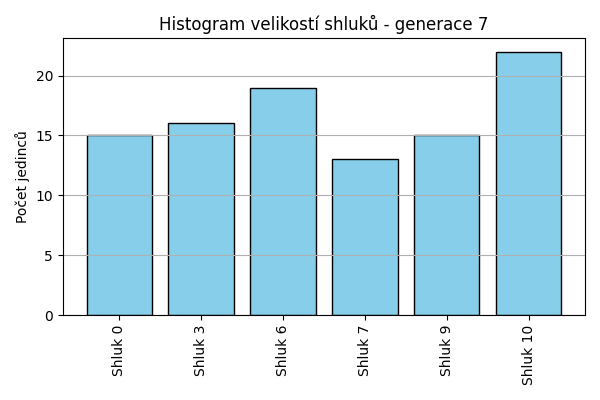 Histogram velikostí shluků - generace 7
Počet jedinců
20
15
10
5
0
Shluk 0
Shluk 3
Shluk 6
Shluk 7
Shluk 9
Shluk 10